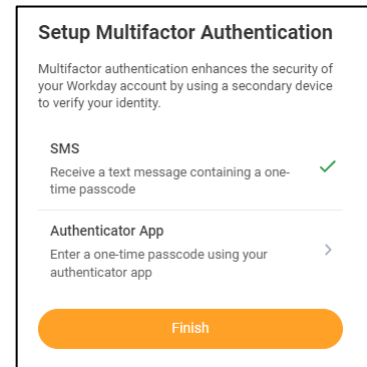 Setup Multifactor Authentication
Multifactor authentication enhances the security of
your Workday account by using a secondary device
to verify your identity.
SMS
Receive a text message containing a one-
time passcode
Authenticator App
Enter a one-time passcode using your
authenticator app
Finish